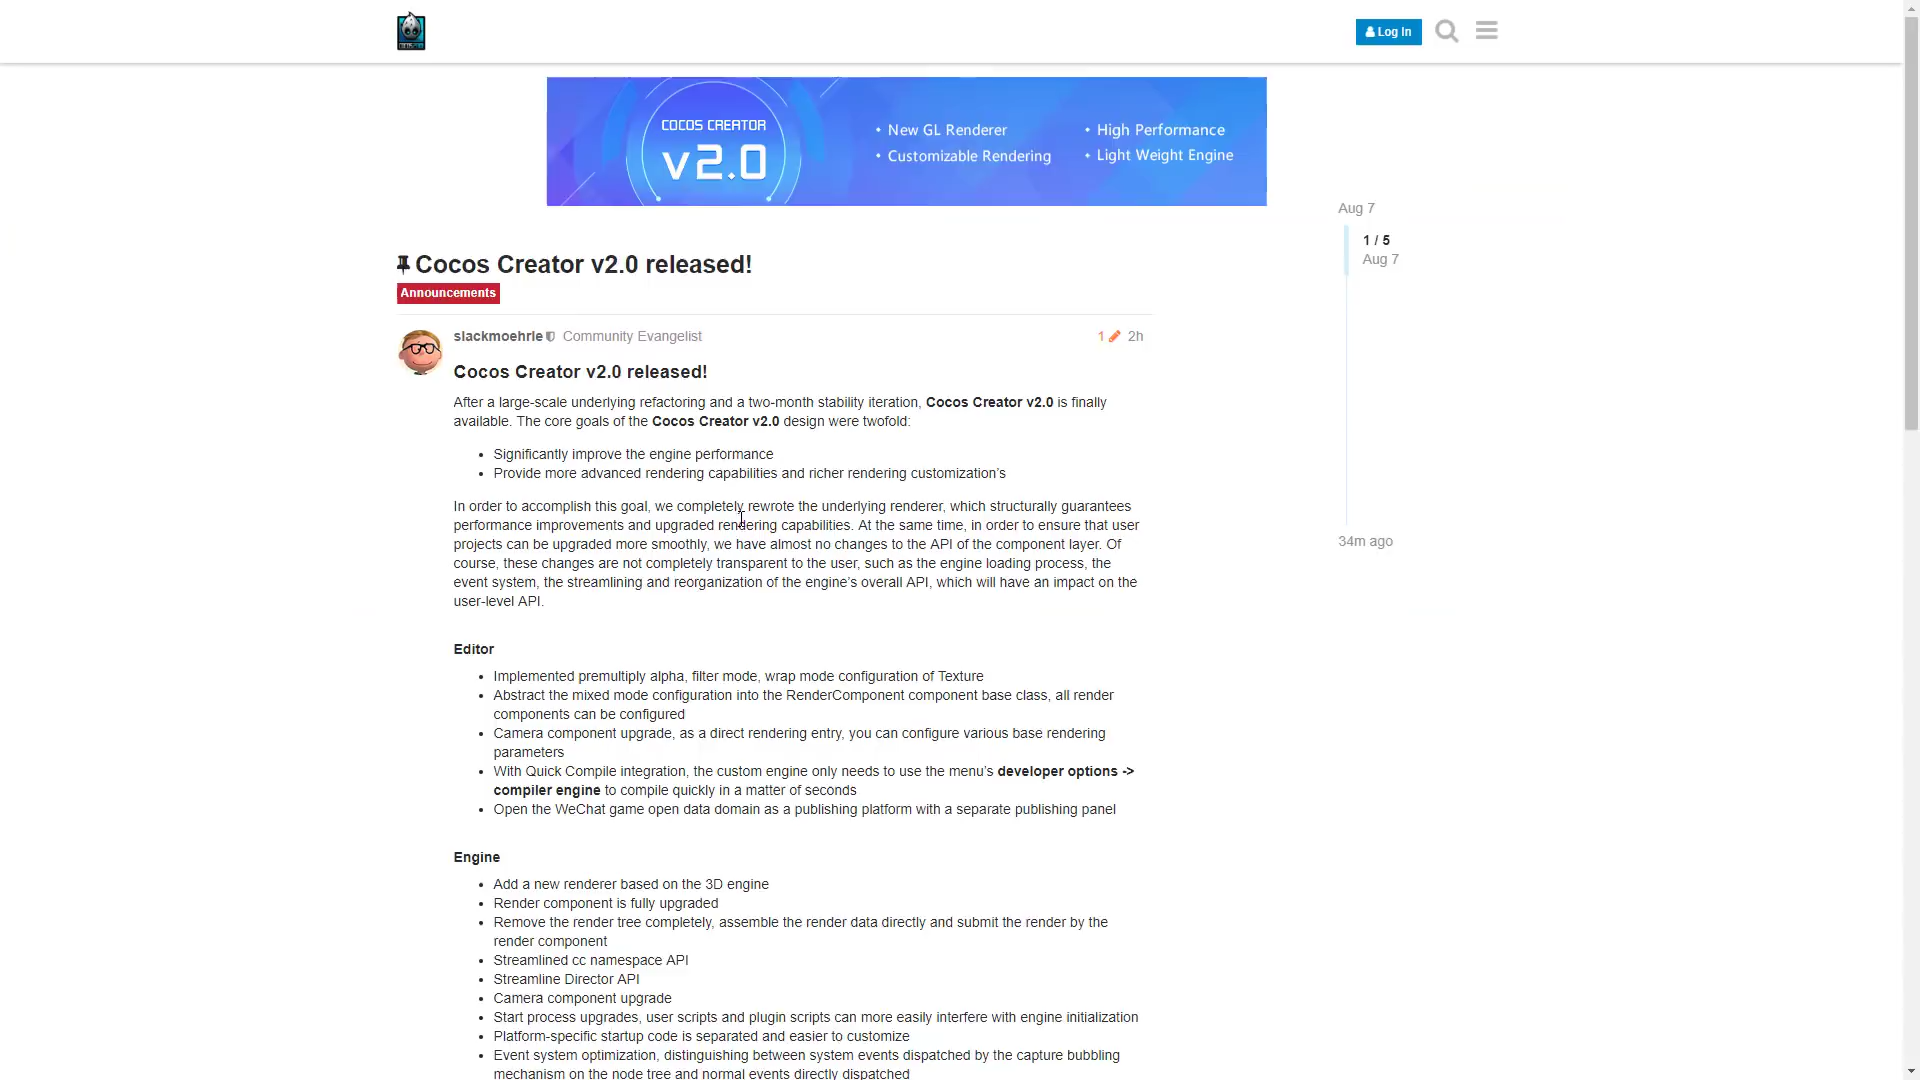 Log In
COCOS CREATOR
v2.0
• New GL Renderer
• Customizable Rendering
• High Performance
• Light Weight Engine
Aug 7
1 / 5
Aug 7
34m ago
Cocos Creator v2.0 released!
Announcements
slackmoehrle Community Evangelist
1 2h
Cocos Creator v2.0 released!
After a large-scale underlying refactoring and a two-month stability iteration, Cocos Creator v2.0 is finally
available. The core goals of the Cocos Creator v2.0 design were twofold:
• Significantly improve the engine performance
• Provide more advanced rendering capabilities and richer rendering customization’s
In order to accomplish this goal, we completely rewrote the underlying renderer, which structurally guarantees
performance improvements and upgraded rendering capabilities. At the same time, in order to ensure that user
projects can be upgraded more smoothly, we have almost no changes to the API of the component layer. Of
course, these changes are not completely transparent to the user, such as the engine loading process, the
event system, the streamlining and reorganization of the engine’s overall API, which will have an impact on the
user-level API.
Editor
• Implemented premultiply alpha, filter mode, wrap mode configuration of Texture
• Abstract the mixed mode configuration into the RenderComponent component base class, all render
components can be configured
• Camera component upgrade, as a direct rendering entry, you can configure various base rendering
parameters
• With Quick Compile integration, the custom engine only needs to use the menu’s developer options ->
compiler engine to compile quickly in a matter of seconds
• Open the WeChat game open data domain as a publishing platform with a separate publishing panel
Engine
• Add a new renderer based on the 3D engine
• Render component is fully upgraded
• Remove the render tree completely, assemble the render data directly and submit the render by the
render component
• Streamlined cc namespace API
• Streamline Director API
• Camera component upgrade
• Start process upgrades, user scripts and plugin scripts can more easily interfere with engine initialization
• Platform-specific startup code is separated and easier to customize
• Event system optimization, distinguishing between system events dispatched by the capture bubbling
mechanism on the node tree and normal events directly dispatched